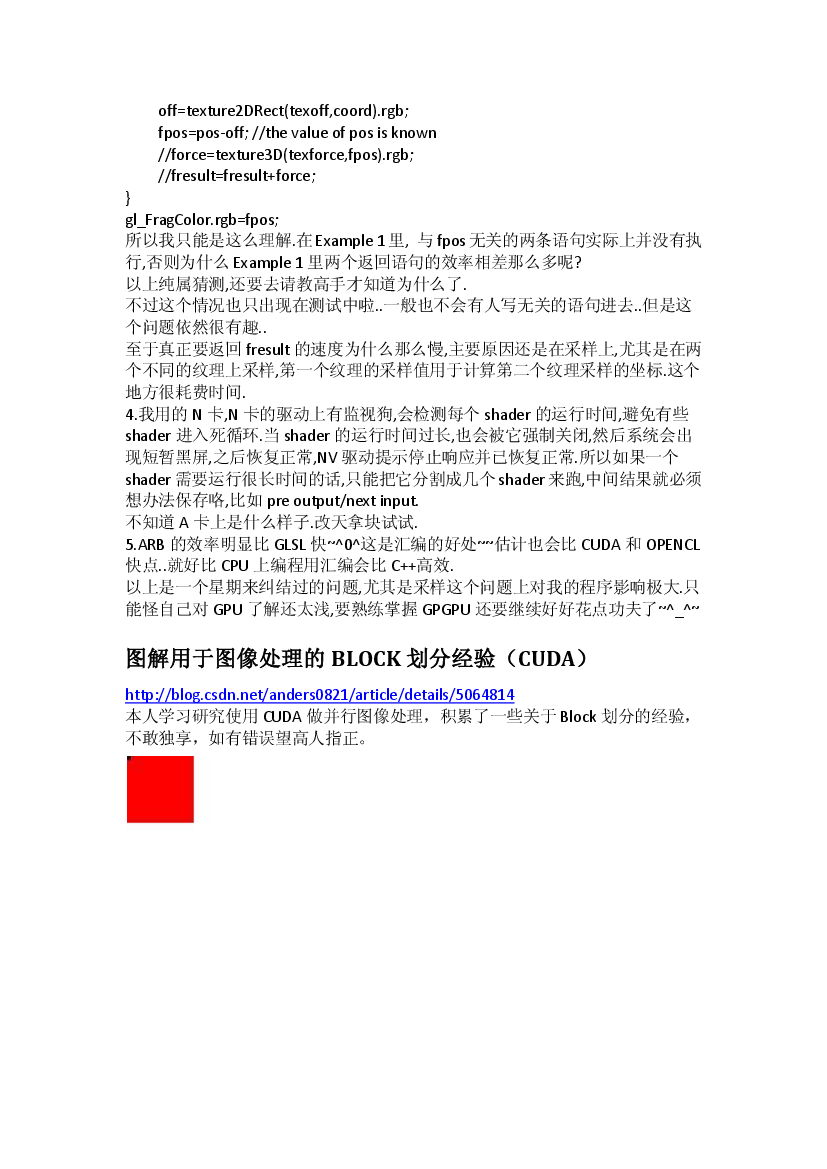 off=texture2DRect(texoff,coord).rgb;
fpos=pos-off; //the value of pos is known
//force=texture3D(texforce,fpos).rgb;
//fresult=fresult+force;
}
gl_FragColor.rgb=fpos;
所以我只能是这么理解.在 Example 1 里, 与 fpos 无关的两条语句实际上并没有执
行,否则为什么 Example 1 里两个返回语句的效率相差那么多呢?
以上纯属猜测,还要去请教高手才知道为什么了.
不过这个情况也只出现在测试中啦..一般也不会有人写无关的语句进去..但是这
个问题依然很有趣..
至于真正要返回 fresult 的速度为什么那么慢,主要原因还是在采样上,尤其是在两
个不同的纹理上采样,第一个纹理的采样值用于计算第二个纹理采样的坐标.这个
地方很耗费时间.
4.我用的 N 卡,N 卡的驱动上有监视狗,会检测每个 shader 的运行时间,避免有些
shader 进入死循环.当 shader 的运行时间过长,也会被它强制关闭,然后系统会出
现短暂黑屏,之后恢复正常,NV 驱动提示停止响应并已恢复正常.所以如果一个
shader 需要运行很长时间的话,只能把它分割成几个 shader 来跑,中间结果就必须
想办法保存咯,比如 pre output/next input.
不知道 A 卡上是什么样子.改天拿块试试.
5.ARB 的效率明显比 GLSL 快~^0^这是汇编的好处~~估计也会比 CUDA 和 OPENCL
快点..就好比 CPU 上编程用汇编会比 C++高效.
以上是一个星期来纠结过的问题,尤其是采样这个问题上对我的程序影响极大.只
能怪自己对 GPU 了解还太浅,要熟练掌握 GPGPU 还要继续好好花点功夫了~^_^~
图解用于图像处理的 BLOCK 划分经验（CUDA）
http://blog.csdn.net/anders0821/article/details/5064814
本人学习研究使用 CUDA 做并行图像处理，积累了一些关于 Block 划分的经验，
不敢独享，如有错误望高人指正。